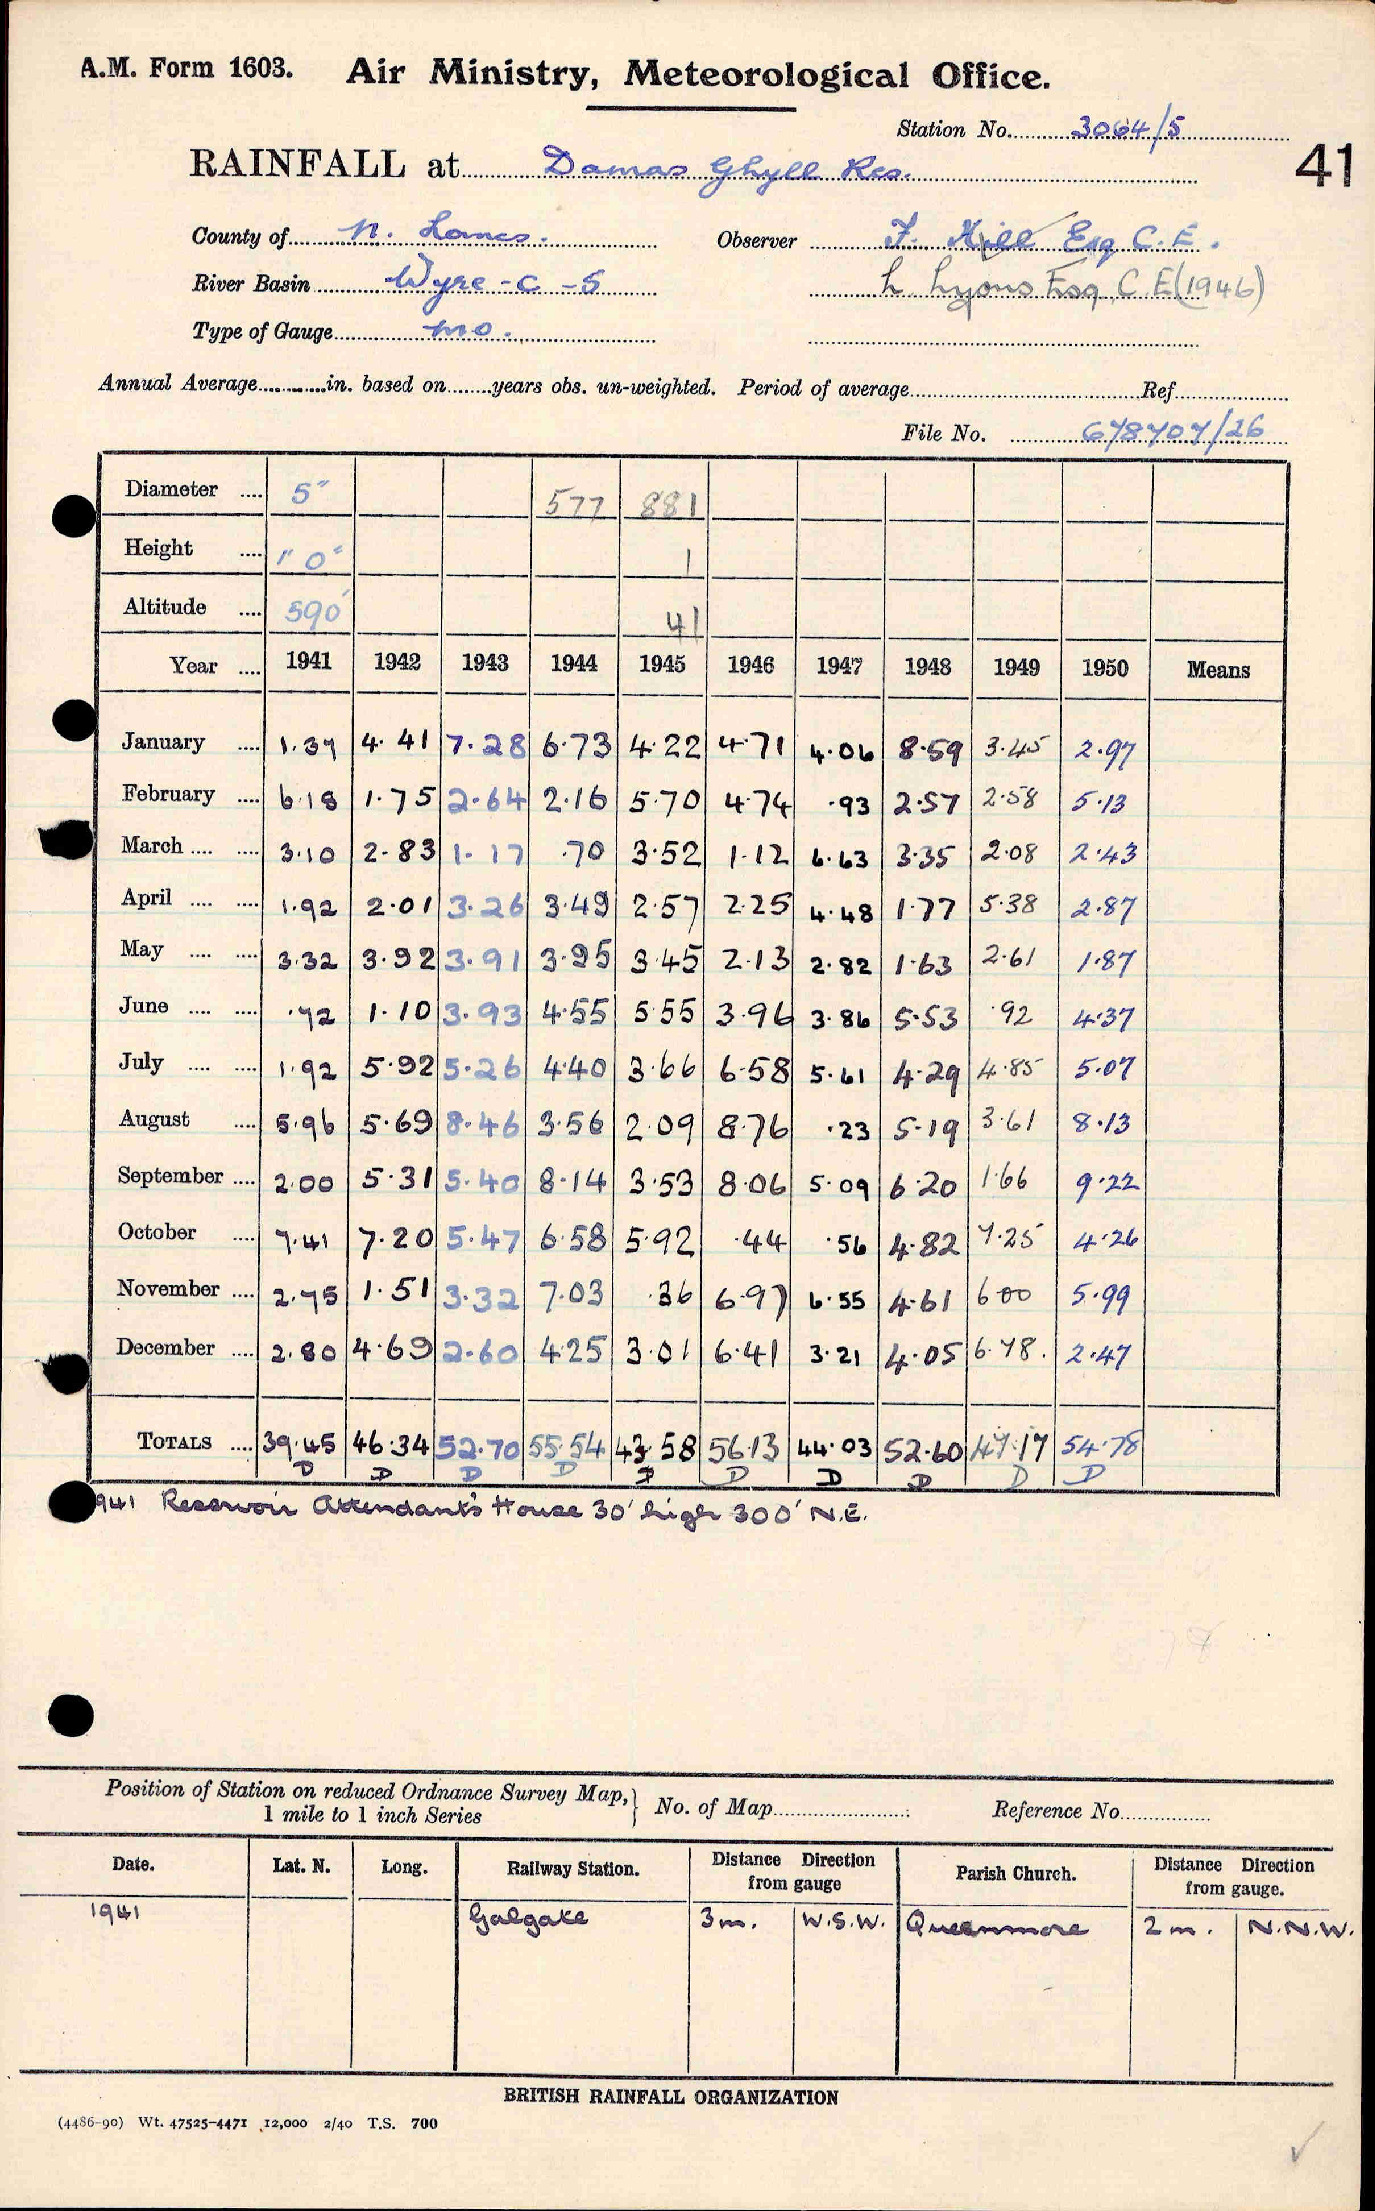 A.M. Form 1603. Air Ministry, Meteorological Office.
Station No. 3064/5
41
RAINFALL at Damas Ghyll Res.
County of N. Lancs. Observer F. Hill Esq C.E.
River Basin Wyre - C - 5 L Lyons Esq C E (1946)
Type of Gauge MO.
Annual Average in. based on years obs. un-weighted. Period of average Ref
File No. 678707/26
Diameter 5" 577 881
Height 1' 0" 1
Altitude 590' 41
Year 1941 1942 1943 1944 1945 1946 1947 1948 1949 1950 Means
January 1.37 4.41 7.28 6.73 4.22 4.71 4.06 8.59 3.45 2.97
February 6.18 1.75 2.64 2.16 5.70 4.74 .93 2.57 2.58 5.13
March 3.10 2.83 1.17 .70 3.52 1.12 6.63 3.35 2.08 2.43
April 1.92 2.01 3.26 3.49 2.57 2.25 4.48 1.77 5.38 2.87
May 3.32 3.92 3.91 3.95 3.45 2.13 2.82 1.63 2.61 1.87
June .72 1.10 3.93 4.55 5.55 3.96 3.86 5.53 .92 4.37
July 1.92 5.92 5.26 4.40 3.66 6.58 5.61 4.29 4.85 5.07
August 5.96 5.69 8.46 3.56 2.09 8.76 .23 5.19 3.61 8.13
September 2.00 5.31 5.40 8.14 3.53 8.06 5.09 6.20 1.66 9.22
October 7.41 7.20 5.47 6.58 5.92 .44 .56 4.82 7.25 4.26
November 2.75 1.51 3.32 7.03 .36 6.97 6.55 4.61 6.00 5.99
December 2.80 4.69 2.60 4.25 3.01 6.41 3.21 4.05 6.78 2.47
TOTALS 39.45 46.34 52.70 55.54 43.58 56.13 44.03 52.60 47.17 54.78
D D D D D D D D D D
1941 Reservoir Attendant's House 30' high 300' N.E.
Position of Station on reduced Ordnance Survey Map,} No. of Map Reference No
1 mile to 1 inch Series
Date. Lat. N. Long. Railway Station. Distance Direction from gauge Parish Church. Distance Direction from gauge.
1941 Galgate 3m. W.S.W. Quernmore 2m. N.N.W.
BRITISH RAINFALL ORGANIZATION
(4486-90) Wt. 47525-4471 12,000 2/40 T.S. 700